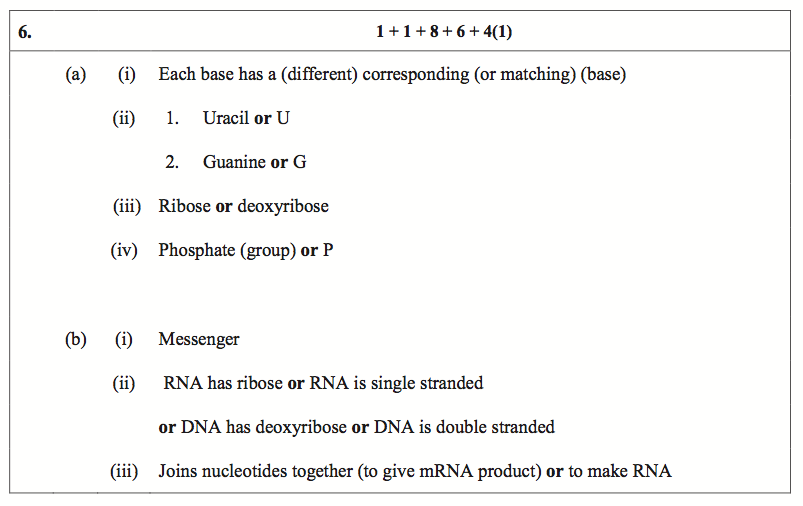 6. 1 + 1 + 8 + 6 + 4(1)
(a) (i) Each base has a (different) corresponding (or matching) (base)
(ii) 1. Uracil or U
2. Guanine or G
(iii) Ribose or deoxyribose
(iv) Phosphate (group) or P
(b) (i) Messenger
(ii) RNA has ribose or RNA is single stranded
or DNA has deoxyribose or DNA is double stranded
(iii) Joins nucleotides together (to give mRNA product) or to make RNA